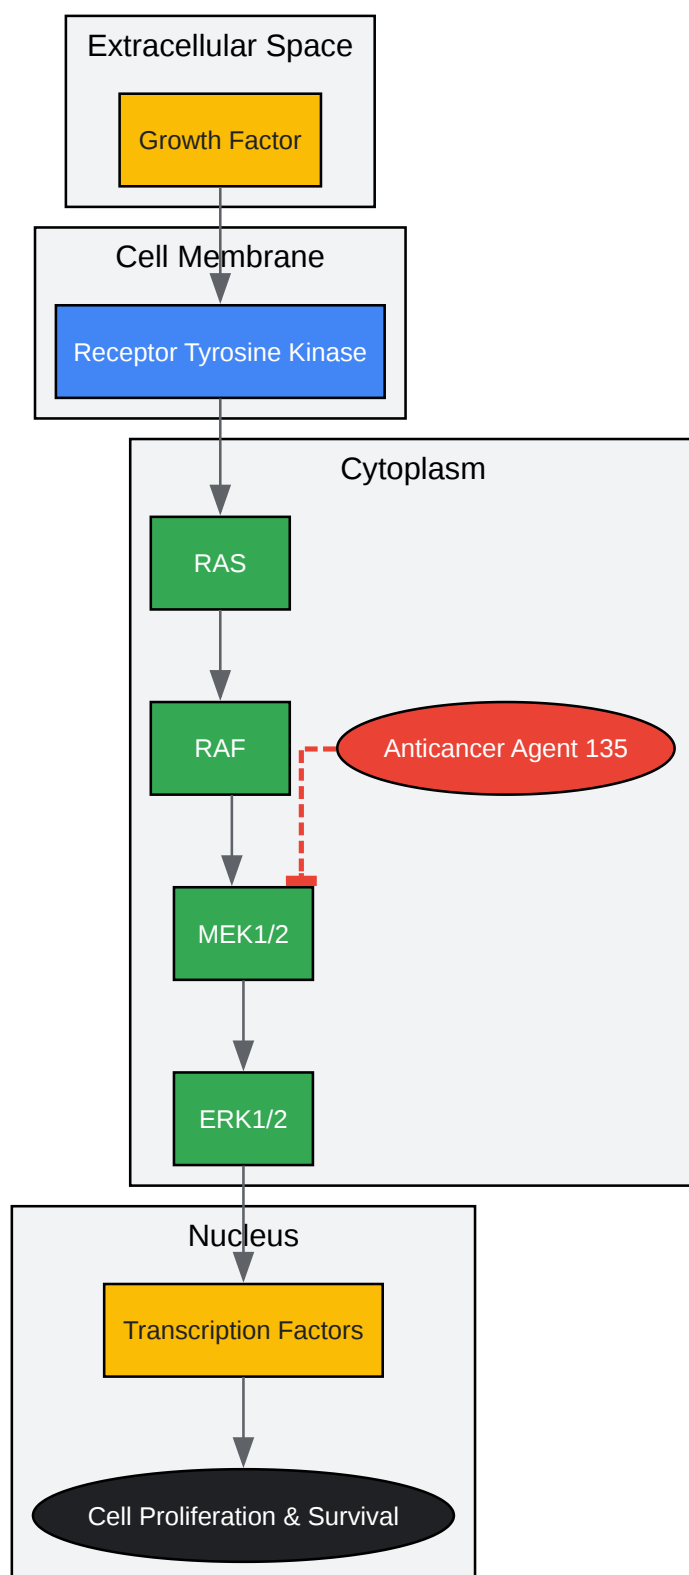 Extracellular Space
Growth Factor
Cell Membrane
Receptor Tyrosine Kinase
Cytoplasm
RAS
RAF
Anticancer Agent 135
MEK1/2
ERK1/2
Nucleus
Transcription Factors
Cell Proliferation & Survival